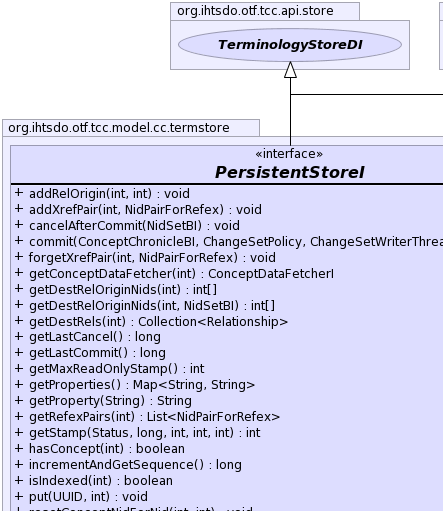 org.ihtsdo.otf.tcc.api.store
TerminologyStoreDI
org.ihtsdo.otf.tcc.model.cc.termstore
«interface»
PersistentStoreI
+ addRelOrigin(int, int) : void
+ addXrefPair(int, NidPairForRefex) : void
+ cancelAfterCommit(NidSetBI) : void
+ commit(ConceptChronicleBI, ChangeSetPolicy, ChangeSetWriterThrea
+ forgetXrefPair(int, NidPairForRefex) : void
+ getConceptDataFetcher(int) : ConceptDataFetcherI
+ getDestRelOriginNids(int) : int[]
+ getDestRelOriginNids(int, NidSetBI) : int[]
+ getDestRels(int) : Collection<Relationship>
+ getLastCancel() : long
+ getLastCommit() : long
+ getMaxReadOnlyStamp() : int
+ getProperties() : Map<String, String>
+ getProperty(String) : String
+ getRefexPairs(int) : List<NidPairForRefex>
+ getStamp(Status, long, int, int, int) : int
+ hasConcept(int) : boolean
+ incrementAndGetSequence() : long
+ isIndexed(int) : boolean
+ put(UUID, int) : void
+ resetConceptNidForNid(int, int) : void